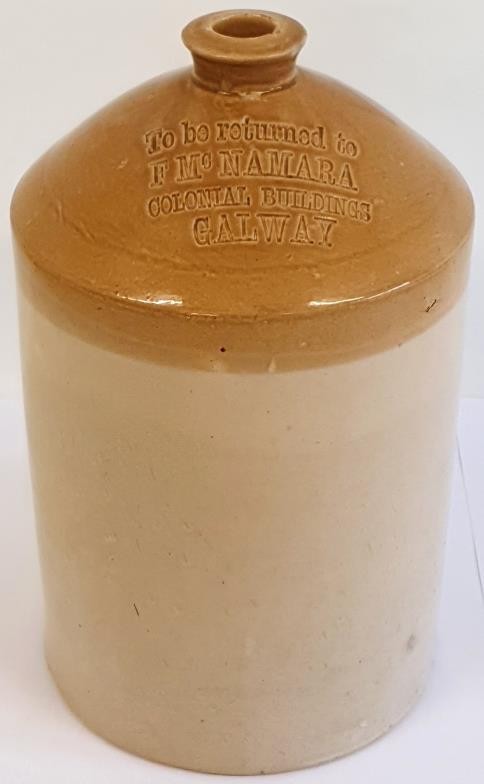 To be returned to
F Mc NAMARA
COLONIAL BUILDINGS
GALWAY